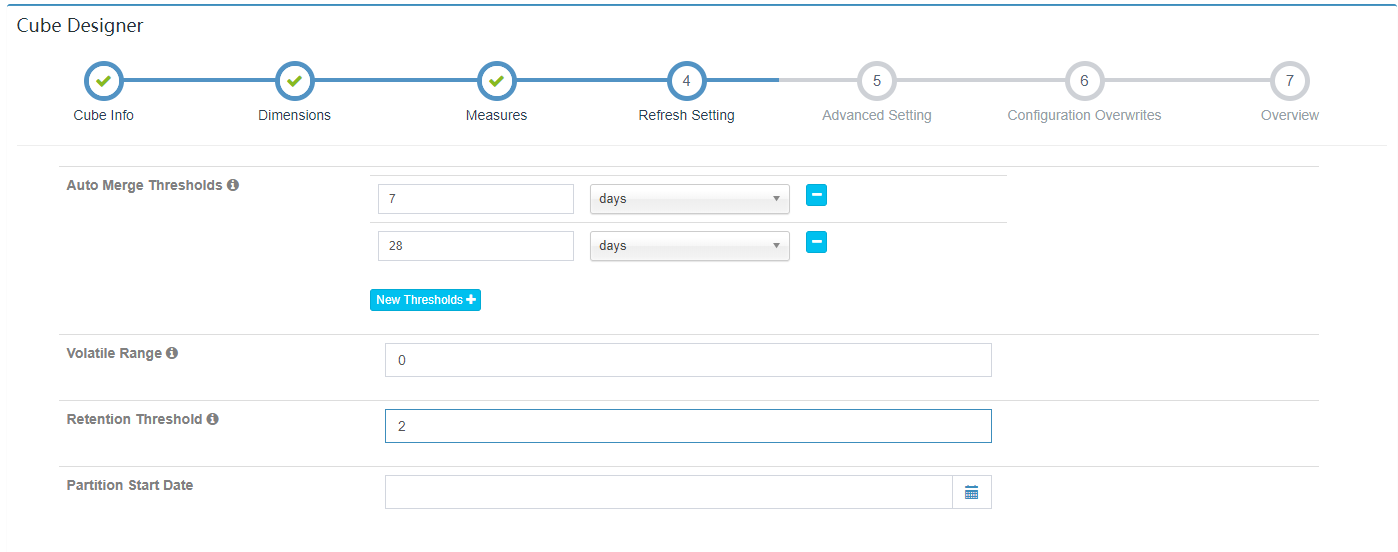 Cube Designer
4 5 6 7
Cube Info Dimensions Measures Refresh Setting Advanced Setting Configuration Overwrites Overview
Auto Merge Thresholds
7 days
28 days
New Thresholds
Volatile Range 0
Retention Threshold 2
Partition Start Date